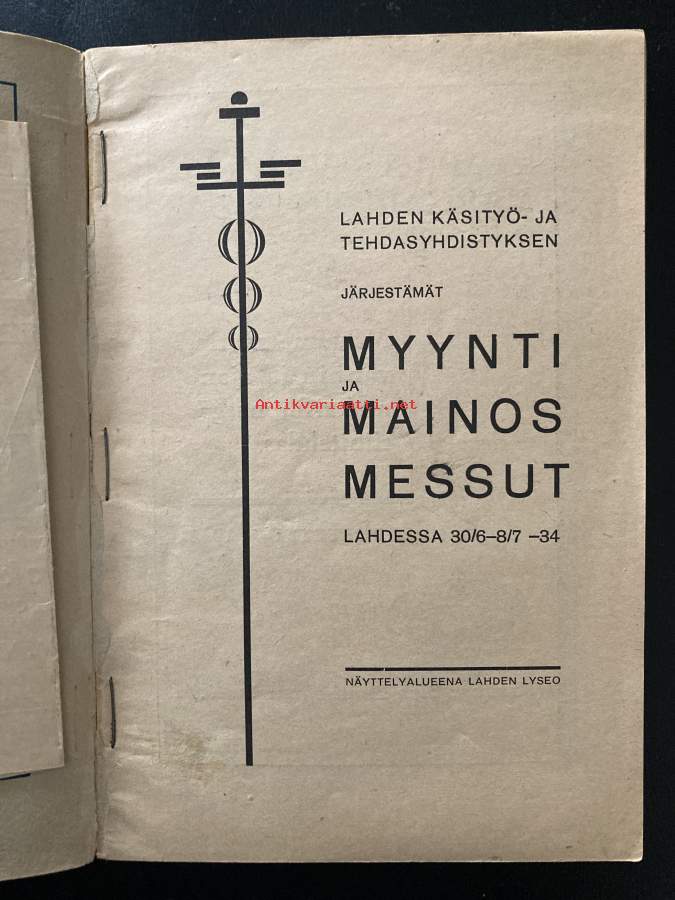 LAHDEN KÄSITYÖ- JA
TEHDASYHDISTYKSEN
JÄRJESTÄMÄT
MYYNTI
JA
Antikvariaatti.net
MAINOS
MESSUT
LAHDESSA 30/6–8/7 –34
NÄYTTELYALUEENA LAHDEN LYSEO